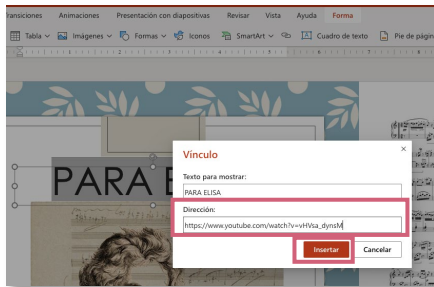 Transiciones Animaciones Presentación con diapositivas Revisar Vista Ayuda Forma
Tabla Imágenes Formas Iconos SmartArt Cuadro de texto Pie de págin
PARA E
Vínculo
Texto para mostrar:
PARA ELISA
Dirección:
https://www.youtube.com/watch?v=vHVsa_dynsM
Insertar Cancelar